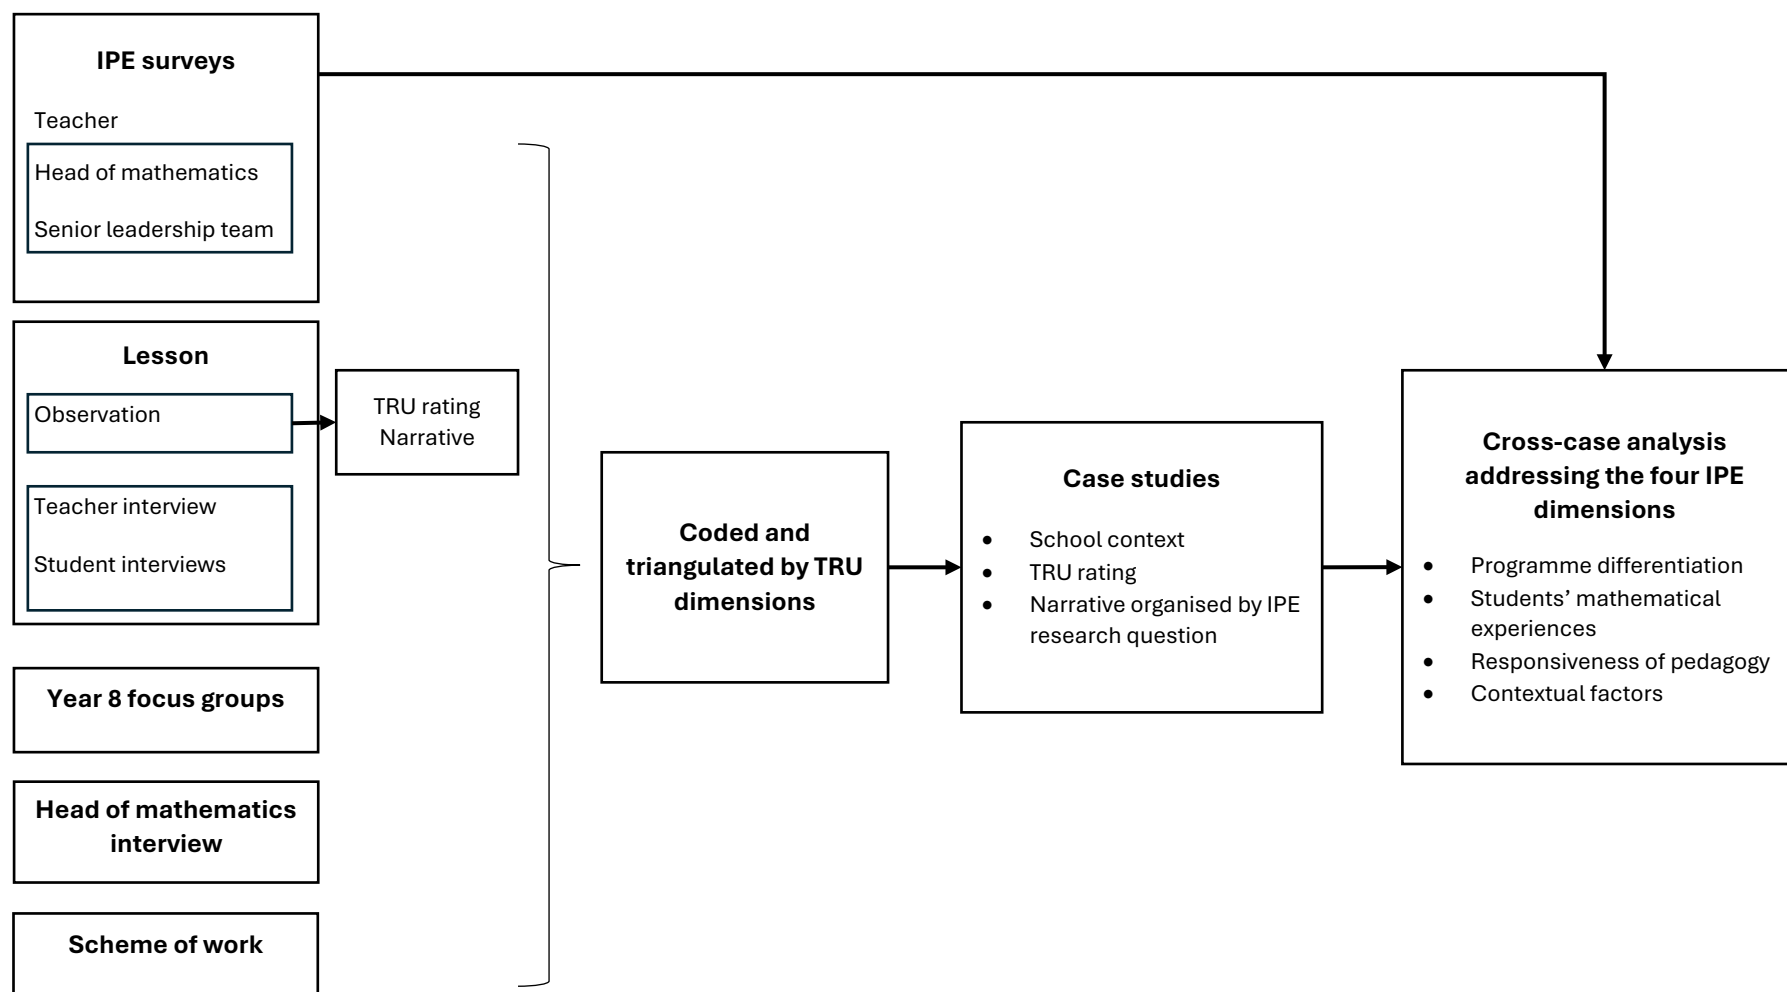 IPE surveys
Teacher
Head of mathematics
Senior leadership team
Lesson
Observation
Teacher interview
Student interviews
TRU rating
Narrative
Year 8 focus groups
Head of mathematics
interview
Scheme of work
Coded and
triangulated by TRU
dimensions
Case studies
• School context
• TRU rating
• Narrative organised by IPE
research question
Cross-case analysis
addressing the four IPE
dimensions
• Programme differentiation
• Students’ mathematical
experiences
• Responsiveness of pedagogy
• Contextual factors